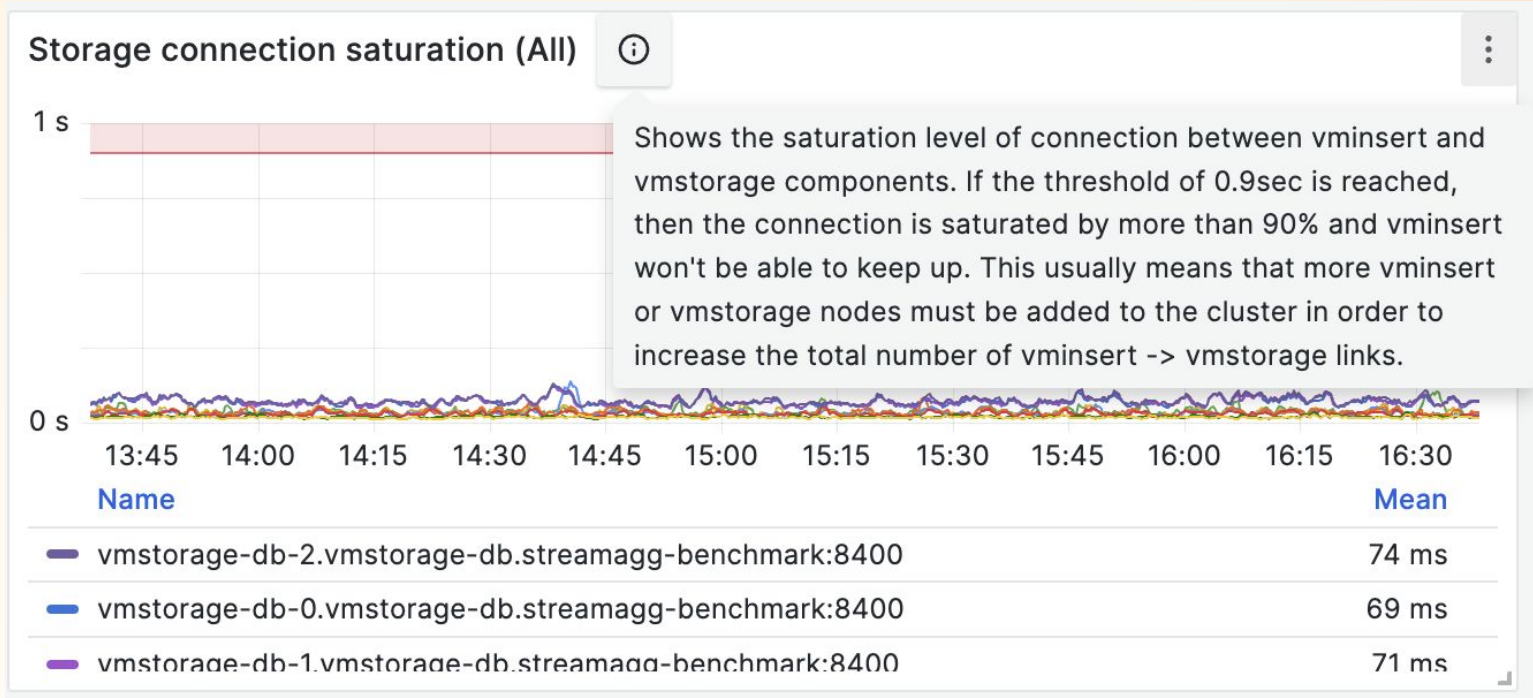 Storage connection saturation (All)
1 s
Shows the saturation level of connection between vminsert and
vmstorage components. If the threshold of 0.9sec is reached,
then the connection is saturated by more than 90% and vminsert
won't be able to keep up. This usually means that more vminsert
or vmstorage nodes must be added to the cluster in order to
increase the total number of vminsert -> vmstorage links.
0 s
13:45 14:00 14:15 14:30 14:45 15:00 15:15 15:30 15:45 16:00 16:15 16:30
Name Mean
vmstorage-db-2.vmstorage-db.streamagg-benchmark:8400 74 ms
vmstorage-db-0.vmstorage-db.streamagg-benchmark:8400 69 ms
vmstorage-db-1.vmstorage-db.streamagg-benchmark:8400 71 ms